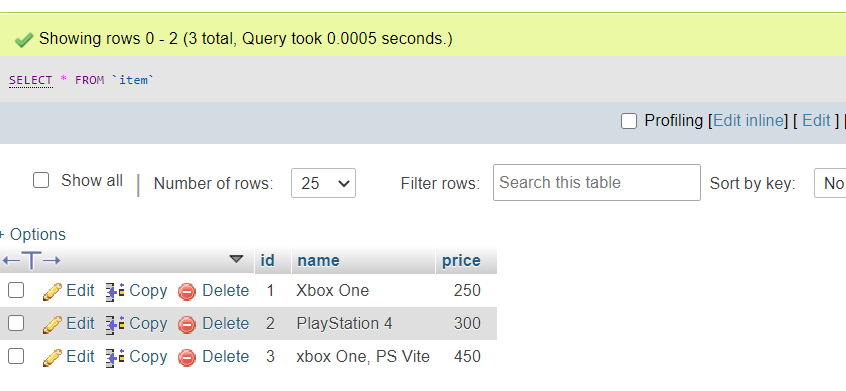 Showing rows 0 - 2 (3 total, Query took 0.0005 seconds.)
SELECT * FROM `item`
Profiling [Edit inline] [ Edit ] [
Show all | Number of rows: 25 Filter rows: Search this table Sort by key: No
+ Options
←T→ id name price
Edit Copy Delete 1 Xbox One 250
Edit Copy Delete 2 PlayStation 4 300
Edit Copy Delete 3 xbox One, PS Vite 450